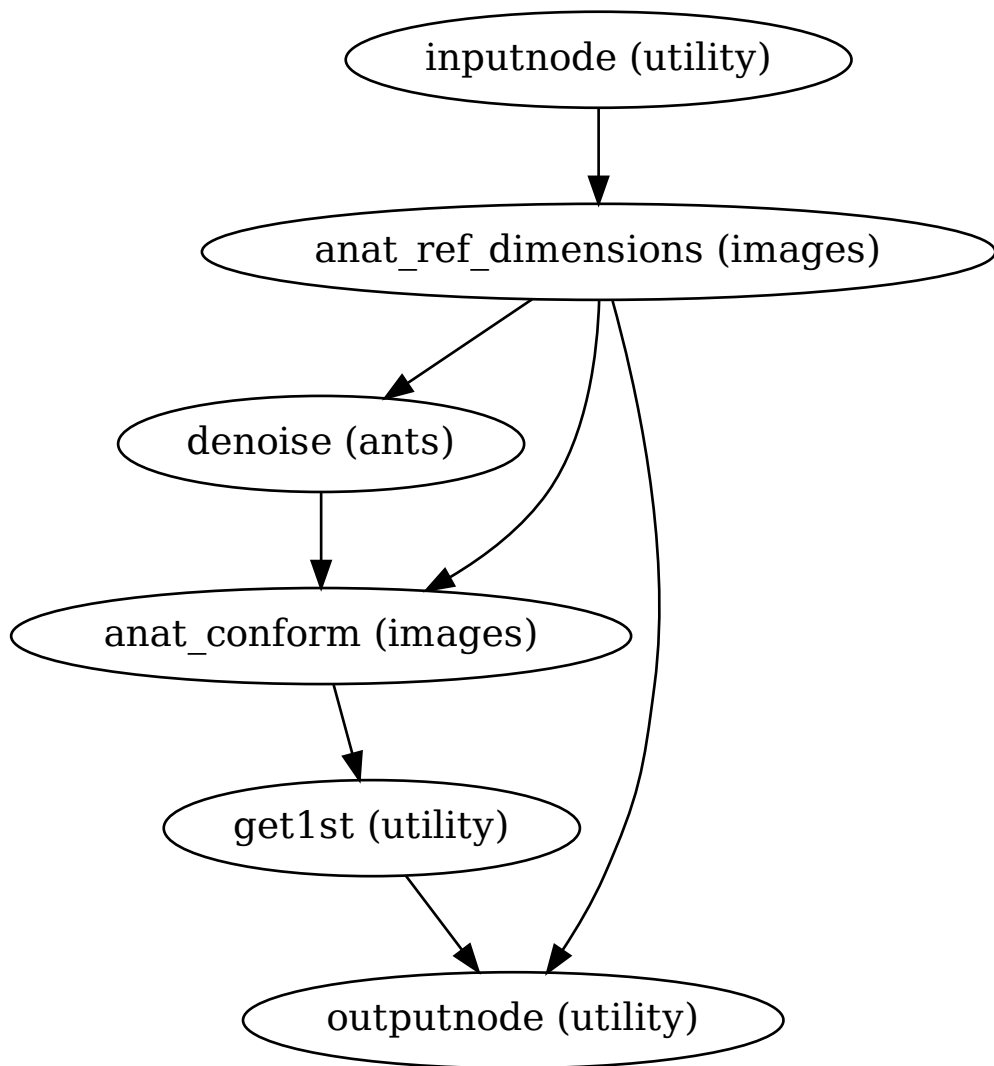 inputnode (utility)
anat_ref_dimensions (images)
denoise (ants)
anat_conform (images)
get1st (utility)
outputnode (utility)